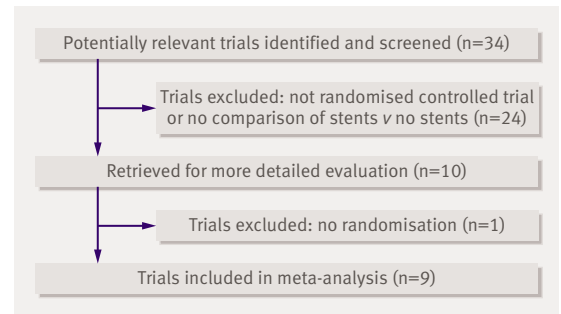 Potentially relevant trials identified and screened (n=34)
Trials excluded: not randomised controlled trial
or no comparison of stents v no stents (n=24)
Retrieved for more detailed evaluation (n=10)
Trials excluded: no randomisation (n=1)
Trials included in meta-analysis (n=9)